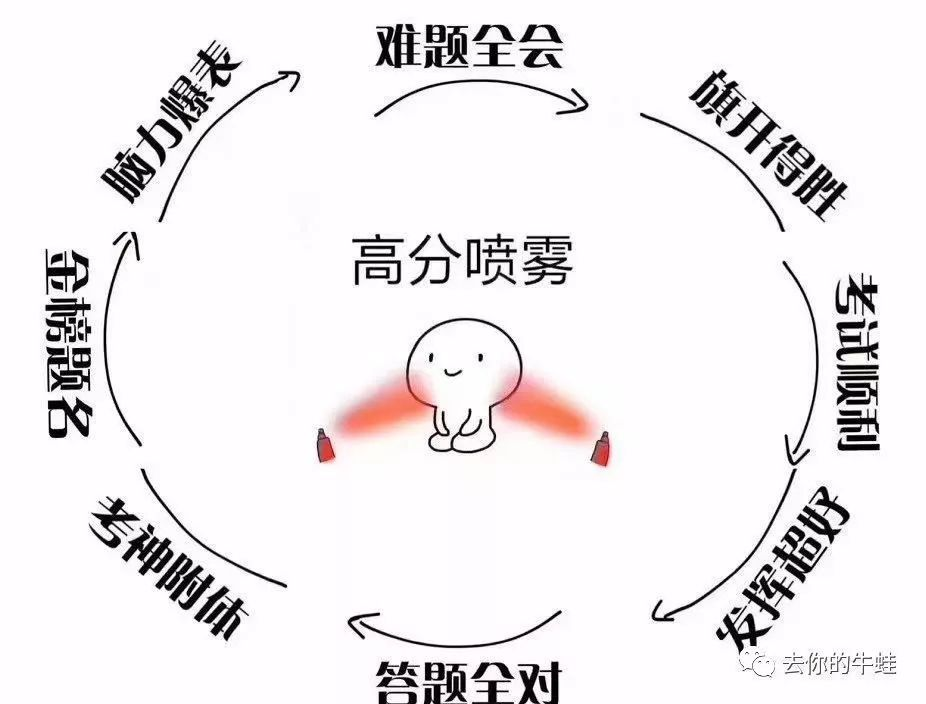 难题全会
旗开得胜
考试顺利
发挥超好
答题全对
考神附体
金榜题名
脑力爆表
高分喷雾
去你的牛蛙